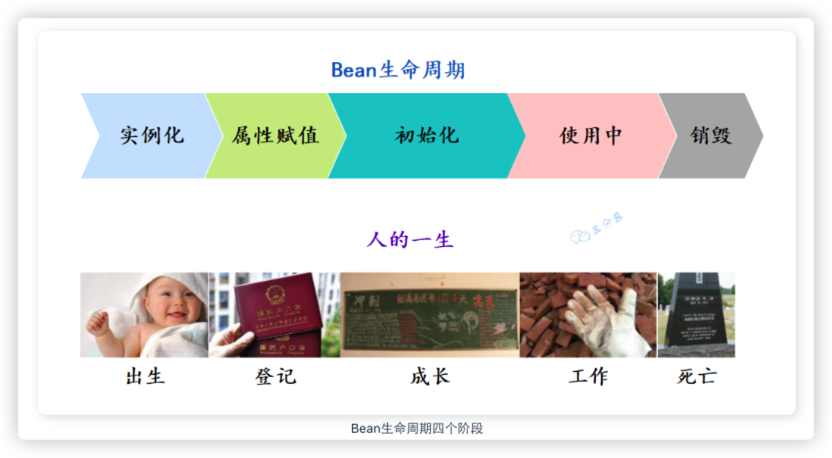 Bean生命周期
实例化
属性赋值
初始化
使用中
销毁
人的一生
三分恶
冲刺
出生
登记
成长
工作
死亡
Bean生命周期四个阶段